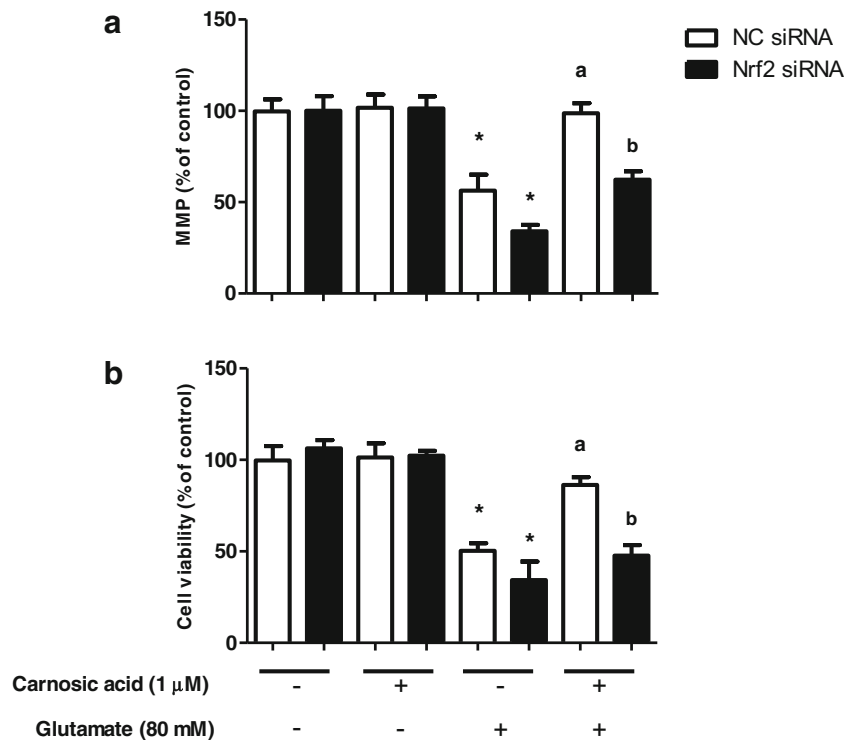 a
150
100
50
0
MMP (% of control)
*
*
a
b
NC siRNA
Nrf2 siRNA
b
150
100
50
0
Cell viability (% of control)
*
*
a
b
Carnosic acid (1 μM) - + - +
Glutamate (80 mM) - - + +